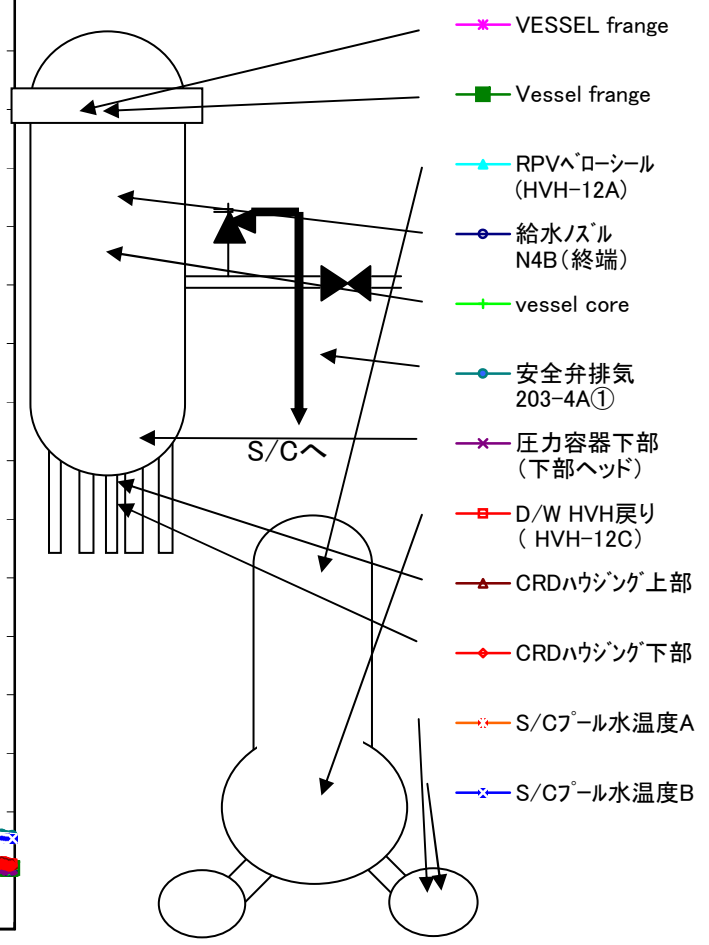 VESSEL frange
Vessel frange
RPVベローシール
(HVH-12A)
給水ノズル
N4B(終端)
vessel core
安全弁排気
203-4A①
圧力容器下部
(下部ヘッド)
S/Cへ
D/W HVH戻り
( HVH-12C)
CRDハウジング上部
CRDハウジング下部
S/Cプール水温度A
S/Cプール水温度B